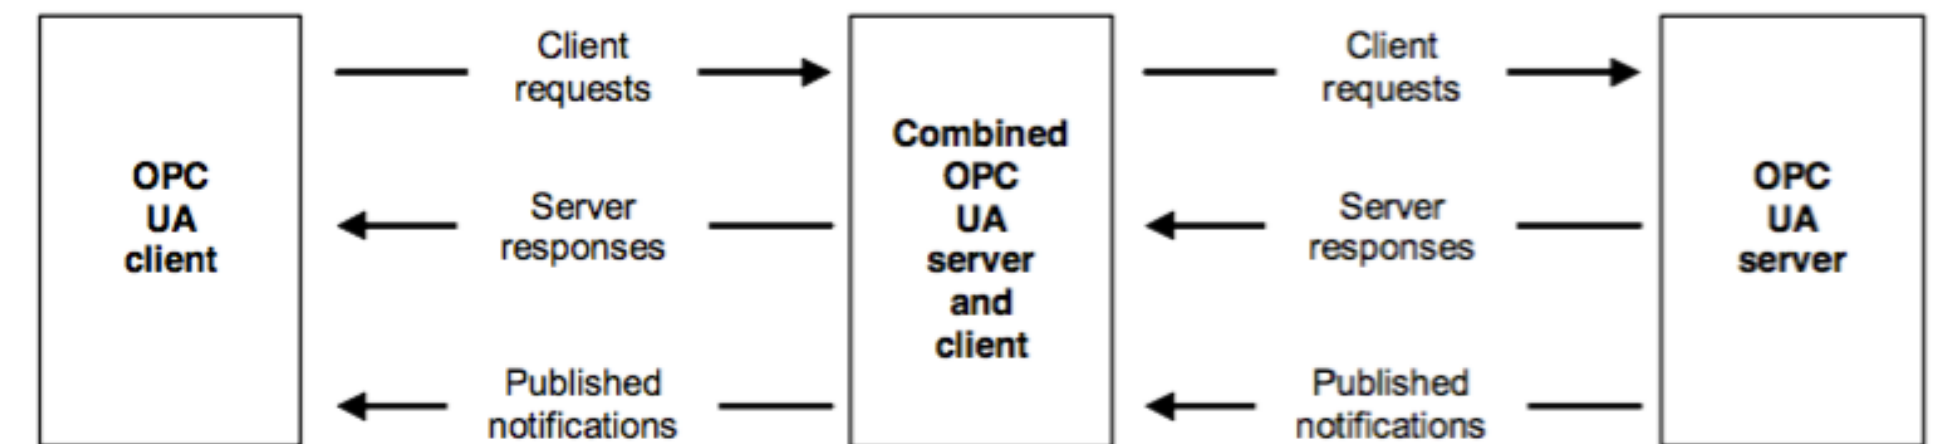 OPC
UA
client
Client
requests
Server
responses
Published
notifications
Combined
OPC
UA
server
and
client
Client
requests
Server
responses
Published
notifications
OPC
UA
server